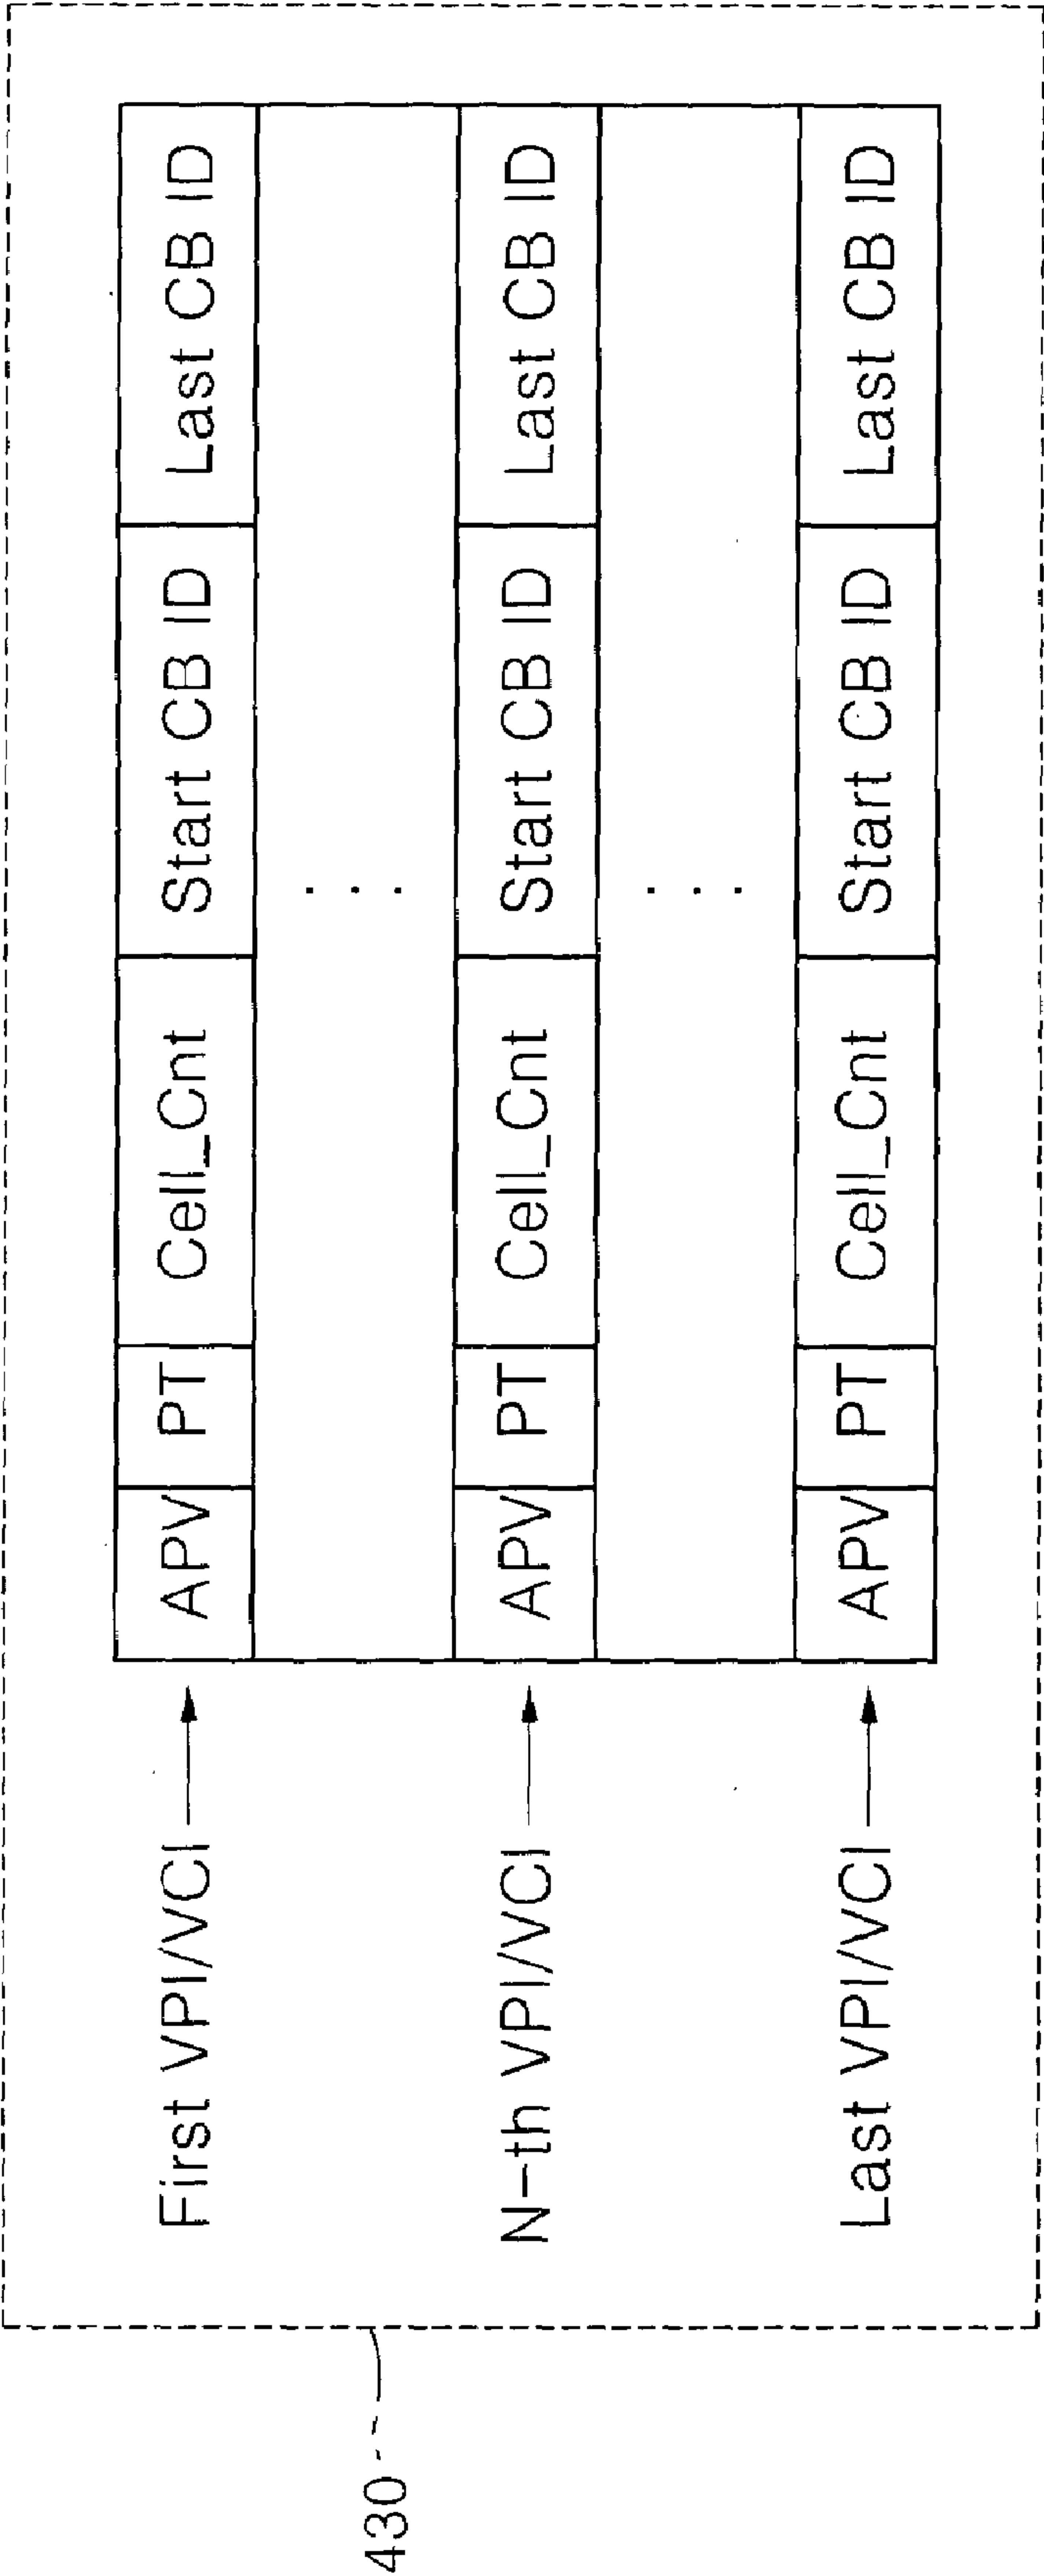 430
First VPI/VCI APV PT Cell_Cnt Start CB ID Last CB ID
. . .
N-th VPI/VCI APV PT Cell_Cnt Start CB ID Last CB ID
. . .
Last VPI/VCI APV PT Cell_Cnt Start CB ID Last CB ID